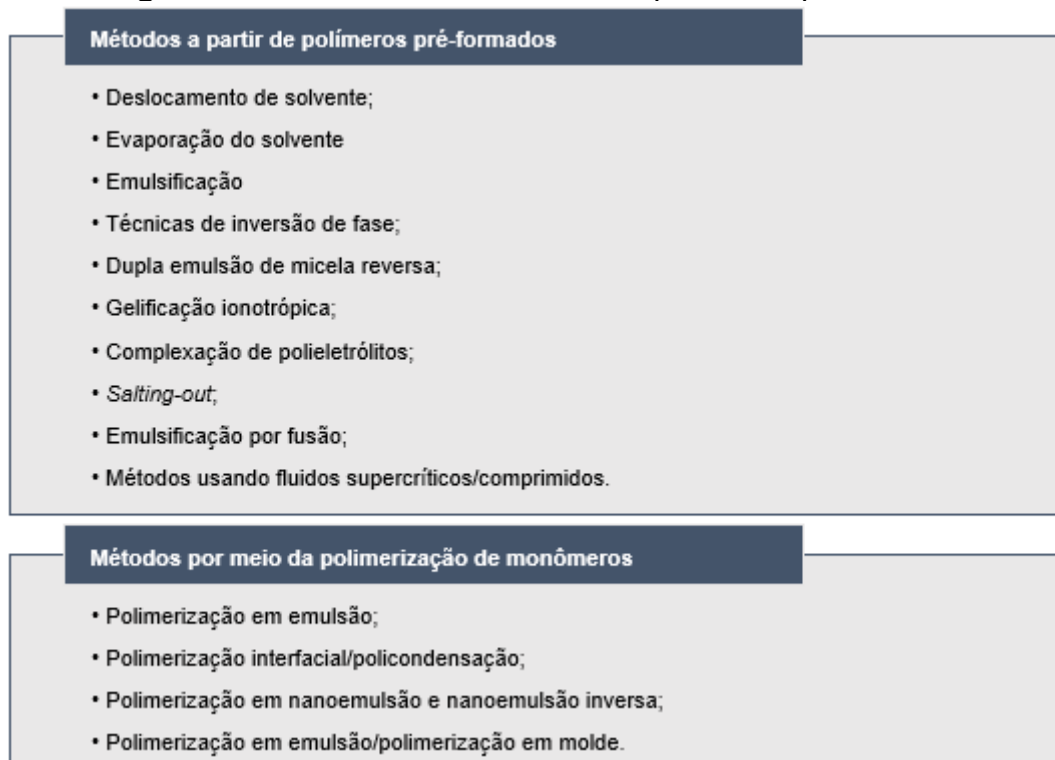 Métodos a partir de polímeros pré-formados
• Deslocamento de solvente;
• Evaporação do solvente
• Emulsificação
• Técnicas de inversão de fase;
• Dupla emulsão de micela reversa;
• Gelificação ionotrópica;
• Complexação de polieletrólitos;
• Salting-out;
• Emulsificação por fusão;
• Métodos usando fluidos supercríticos/comprimidos.
Métodos por meio da polimerização de monômeros
• Polimerização em emulsão;
• Polimerização interfacial/policondensação;
• Polimerização em nanoemulsão e nanoemulsão inversa;
• Polimerização em emulsão/polimerização em molde.